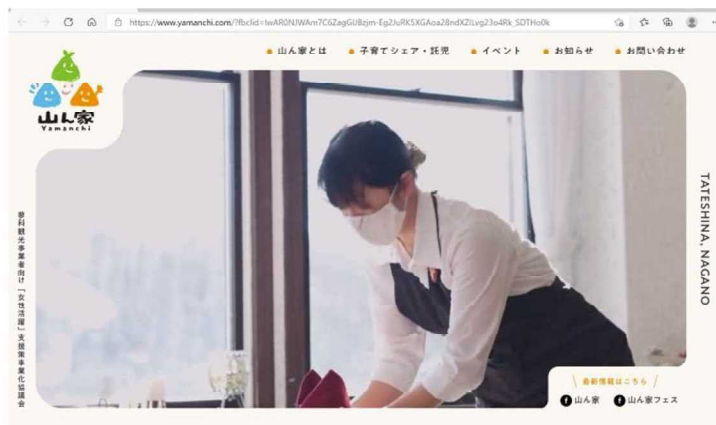 https://www.yamanchi.com/?fbclid=IwAR0NJWAm7C6ZagGUBzjm-Eg2JuRK5XGAoa28ndXZlLvg23o4Rk_SDTHo0k
山ん家とは
子育てシェア・託児
イベント
お知らせ
お問い合わせ
山ん家
Yamanchi
蓼科観光事業者向け「女性活躍」支援策事業化協議会
TATESHINA, NAGANO
\ 最新情報はこちら /
山ん家
山ん家フェス